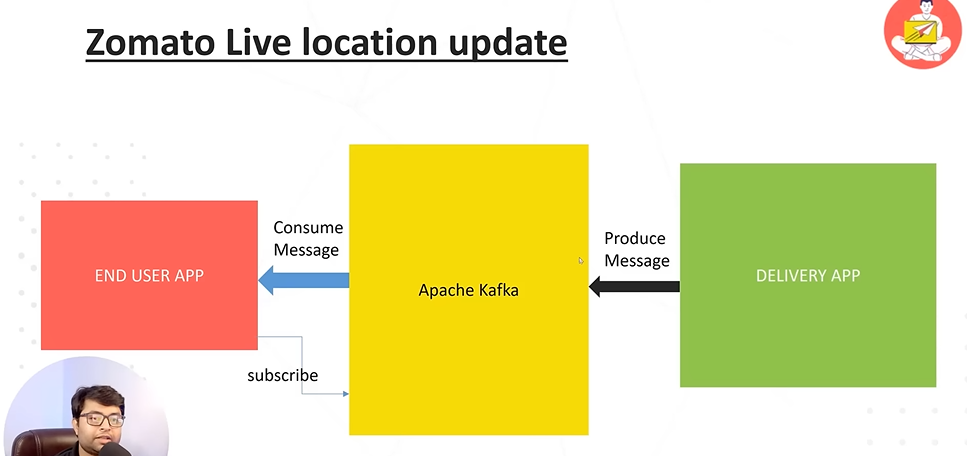 Zomato Live location update
END USER APP
Consume
Message
subscribe
Apache Kafka
Produce
Message
DELIVERY APP